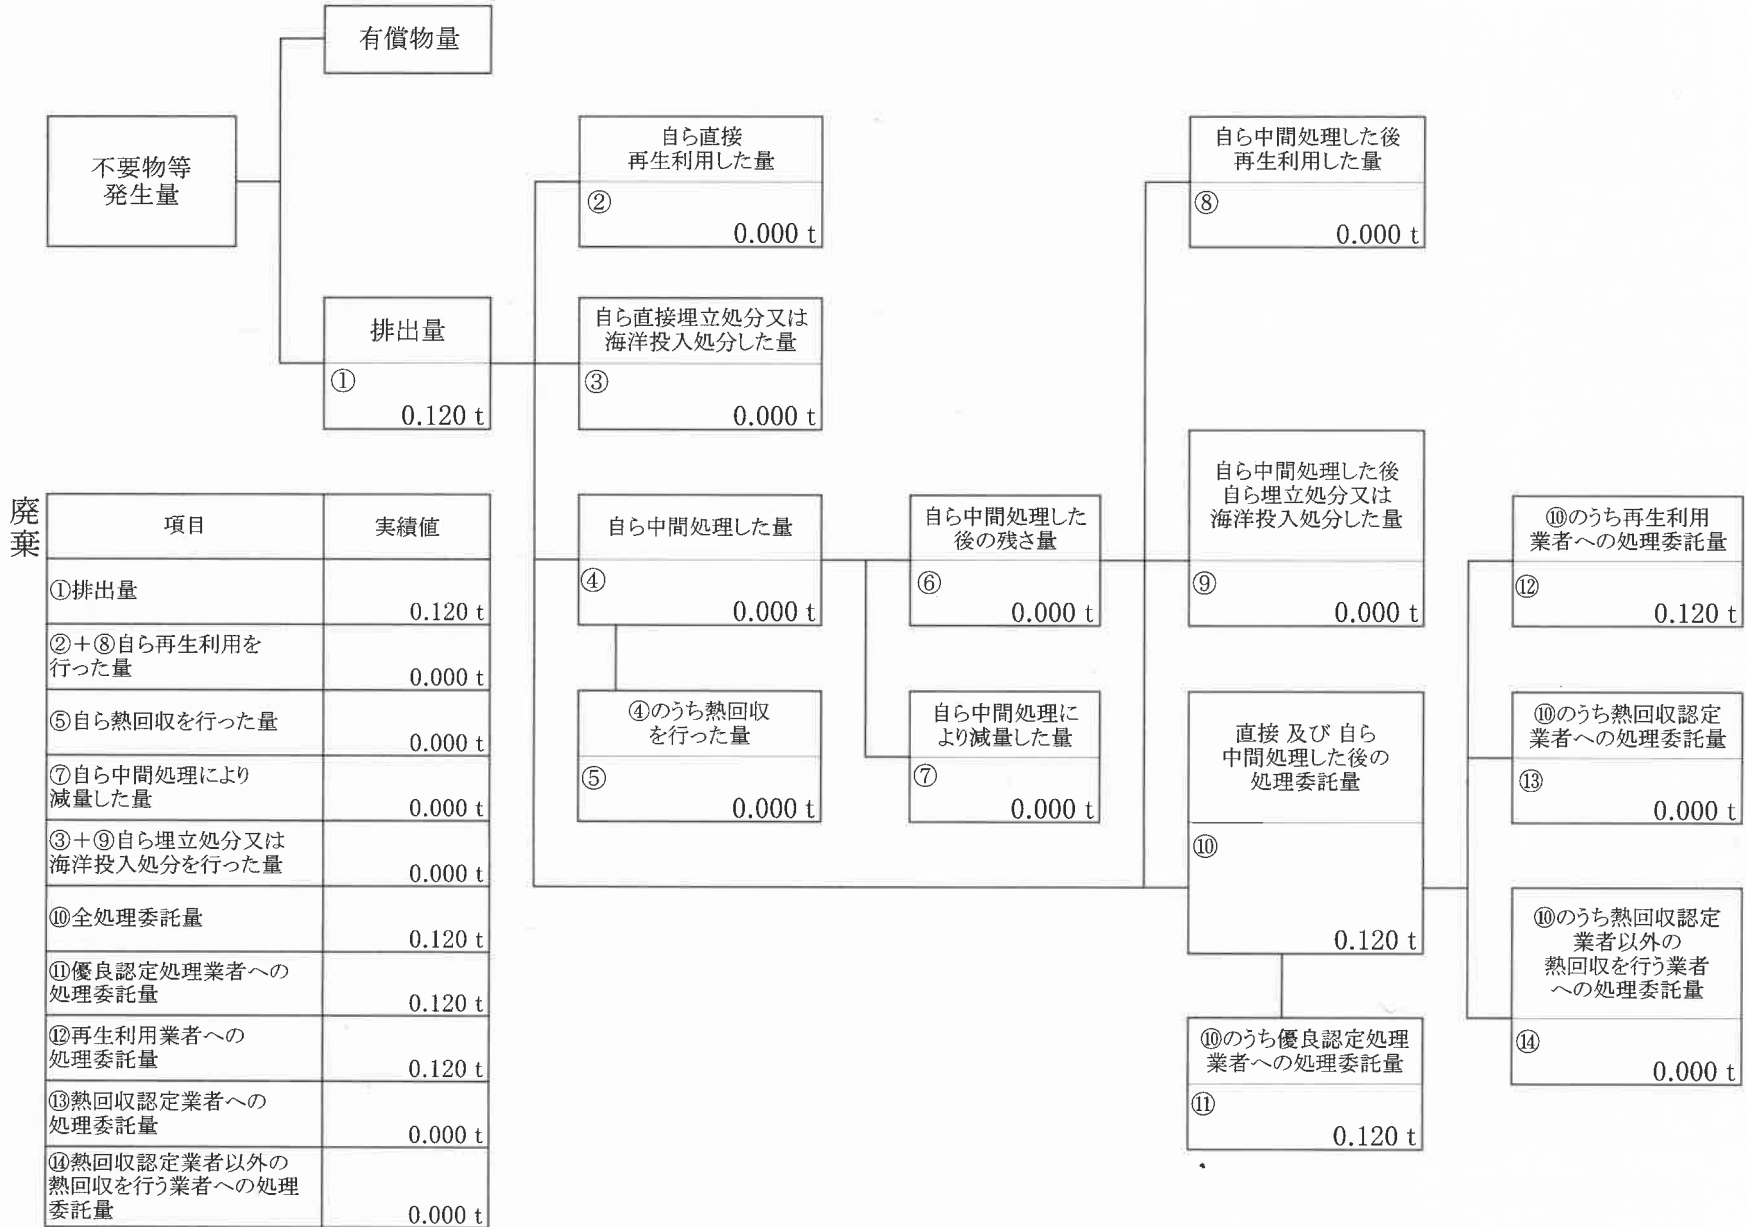 有償物量
不要物等
発生量
排出量
①
0.120 t
自ら直接
再生利用した量
②
0.000 t
自ら直接埋立処分又は
海洋投入処分した量
③
0.000 t
自ら中間処理した量
④
0.000 t
④のうち熱回収
を行った量
⑤
0.000 t
自ら中間処理した
後の残さ量
⑥
0.000 t
自ら中間処理に
より減量した量
⑦
0.000 t
自ら中間処理した後
再生利用した量
⑧
0.000 t
自ら中間処理した後
自ら埋立処分又は
海洋投入処分した量
⑨
0.000 t
直接 及び 自ら
中間処理した後の
処理委託量
⑩
0.120 t
⑩のうち優良認定処理
業者への処理委託量
⑪
0.120 t
⑩のうち再生利用
業者への処理委託量
⑫
0.120 t
⑩のうち熱回収認定
業者への処理委託量
⑬
0.000 t
⑩のうち熱回収認定
業者以外の
熱回収を行う業者
への処理委託量
⑭
0.000 t
廃棄
項目 実績値
①排出量
0.120 t
②+⑧自ら再生利用を
行った量
0.000 t
⑤自ら熱回収を行った量
0.000 t
⑦自ら中間処理により
減量した量
0.000 t
③+⑨自ら埋立処分又は
海洋投入処分を行った量
0.000 t
⑩全処理委託量
0.120 t
⑪優良認定処理業者への
処理委託量
0.120 t
⑫再生利用業者への
処理委託量
0.120 t
⑬熱回収認定業者への
処理委託量
0.000 t
⑭熱回収認定業者以外の
熱回収を行う業者への処理
委託量
0.000 t